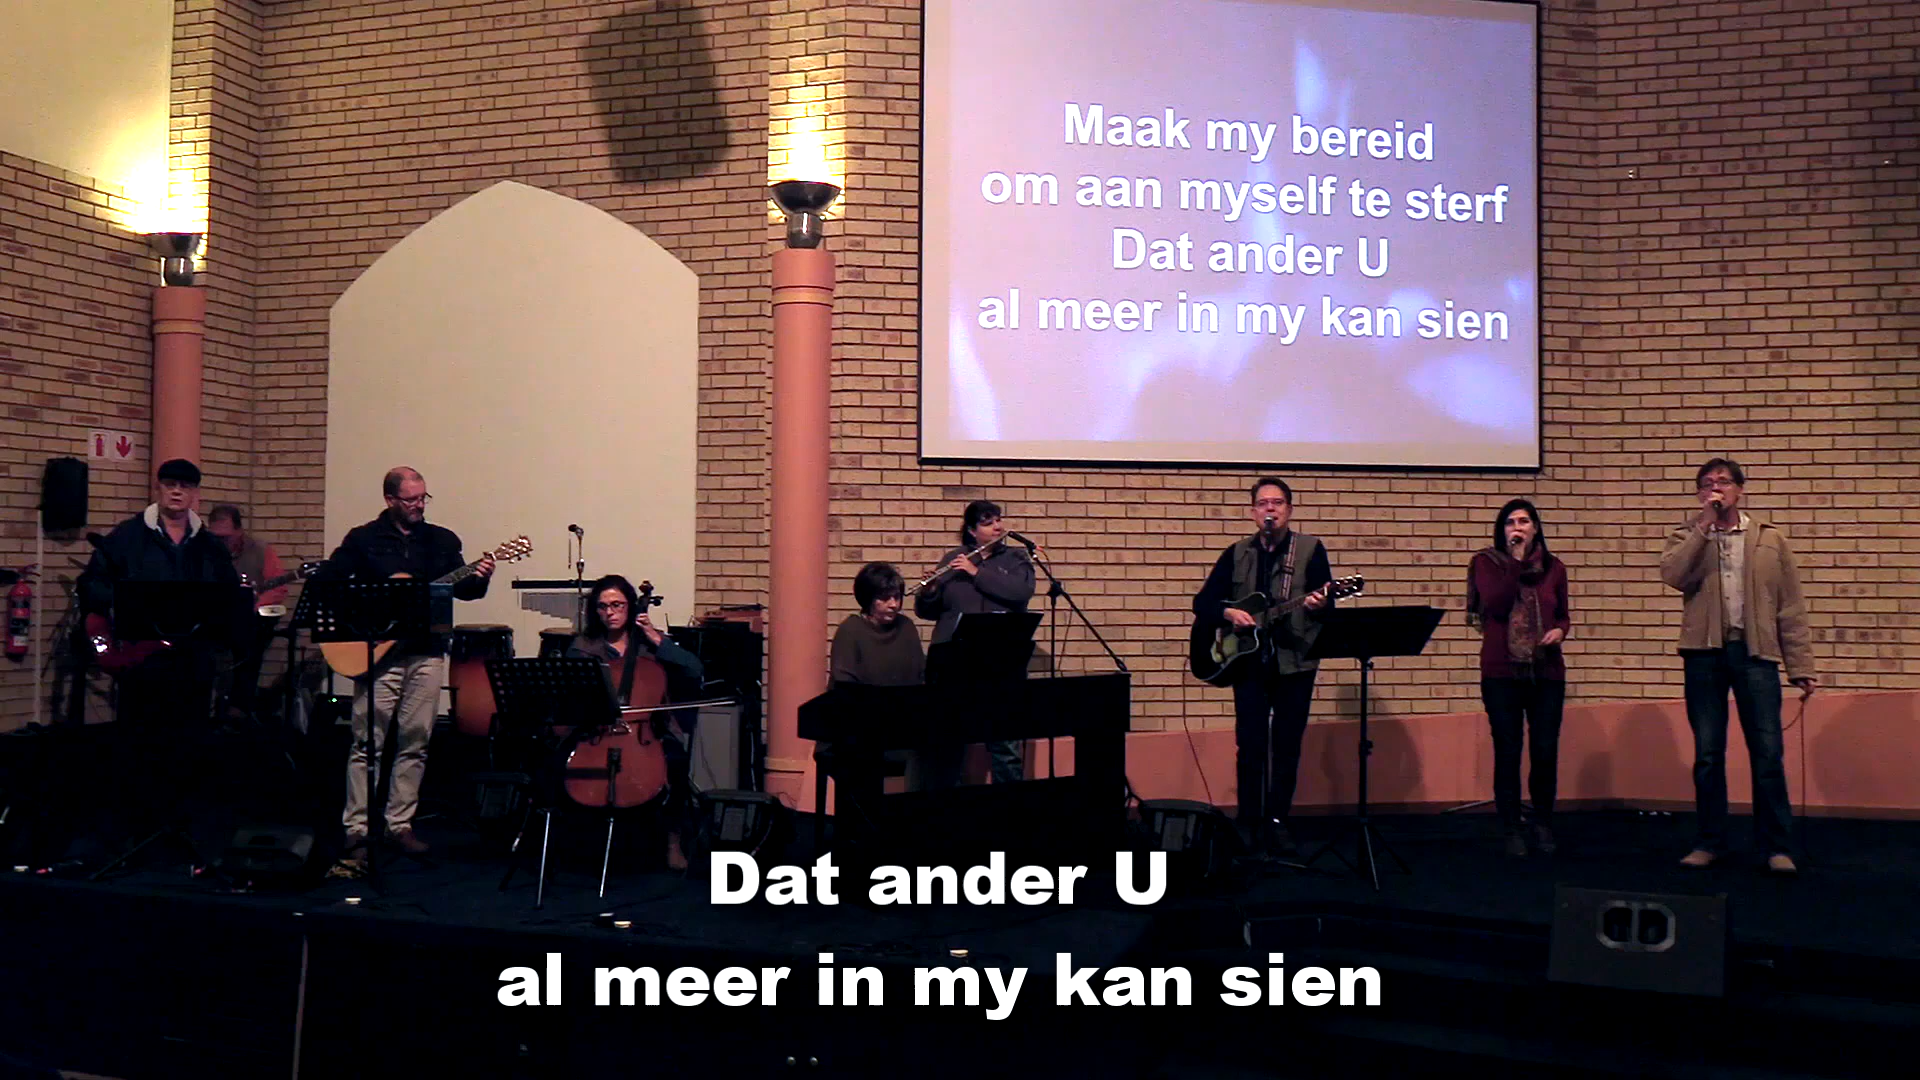 Maak my bereid
om aan myself te sterf
Dat ander U
al meer in my kan sien
Dat ander U
al meer in my kan sien